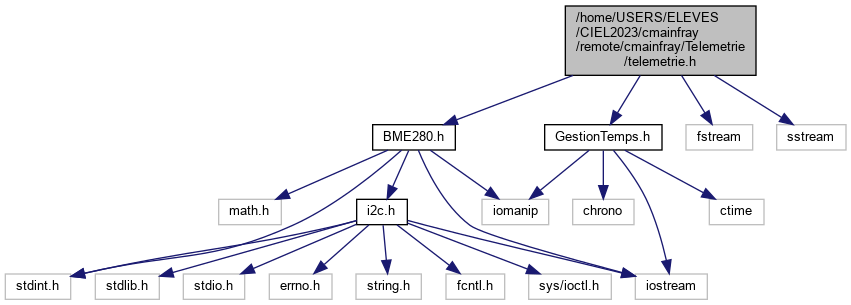 /home/USERS/ELEVES
/CIEL2023/cmainfray
/remote/cmainfray/Telemetrie
/telemetrie.h
BME280.h
GestionTemps.h
fstream
sstream
math.h
i2c.h
iomanip
chrono
ctime
stdint.h
stdlib.h
stdio.h
errno.h
string.h
fcntl.h
sys/ioctl.h
iostream